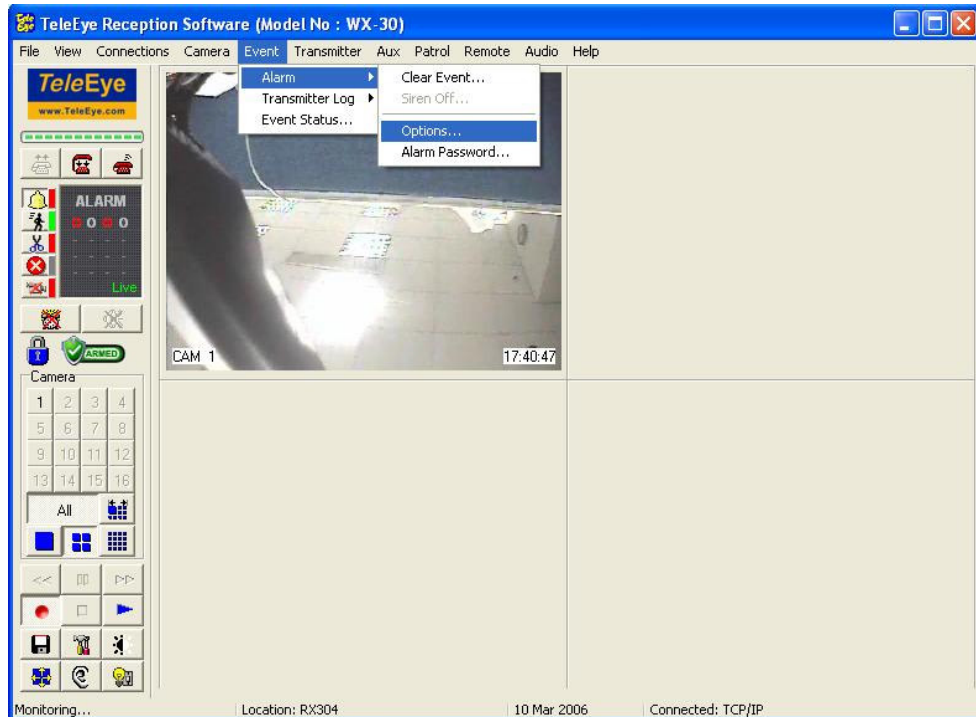 TeleEye Reception Software (Model No : WX-30)
File View Connections Camera Event Transmitter Aux Patrol Remote Audio Help
TeleEye
www.TeleEye.com
Alarm
Transmitter Log
Event Status...
Clear Event...
Siren Off...
Options...
Alarm Password...
ALARM
Live
ARMED
CAM 1
17:40:47
Camera
1 2 3 4
5 6 7 8
9 10 11 12
13 14 15 16
All
<< >>
Monitoring...
Location: RX304
10 Mar 2006
Connected: TCP/IP